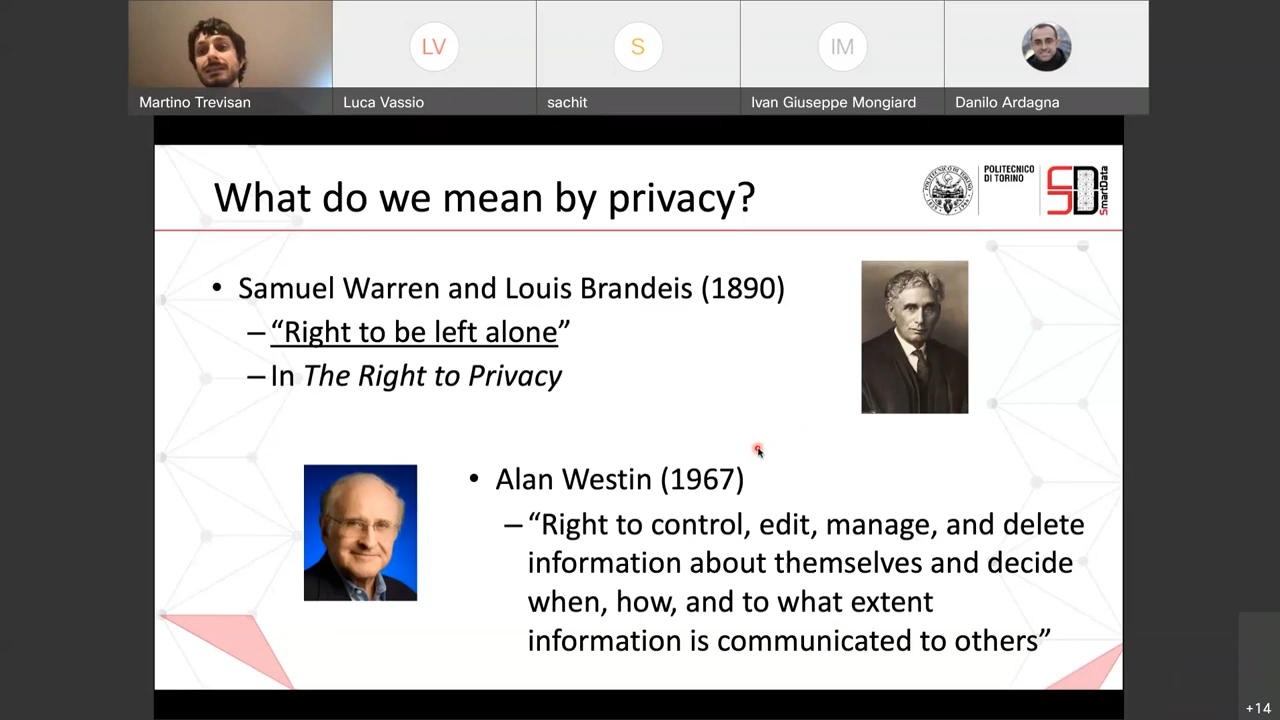 LV
S
IM
Martino Trevisan
Luca Vassio
sachit
Ivan Giuseppe Mongiard
Danilo Ardagna
What do we mean by privacy?
POLITECNICO
DI TORINO
SmartData
• Samuel Warren and Louis Brandeis (1890)
– “Right to be left alone”
– In The Right to Privacy
• Alan Westin (1967)
– “Right to control, edit, manage, and delete
information about themselves and decide
when, how, and to what extent
information is communicated to others”
+14